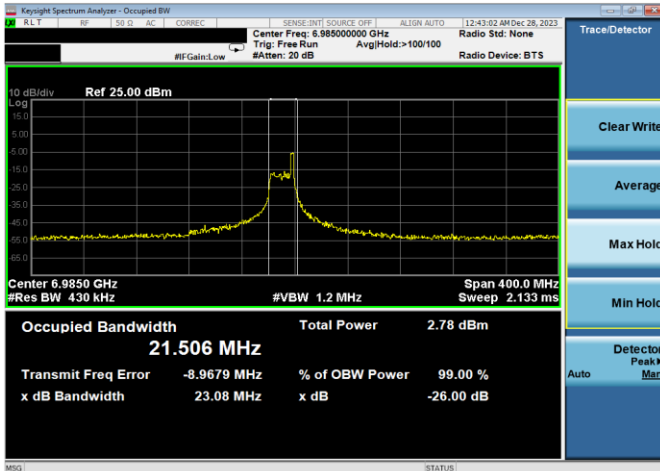 Keysight Spectrum Analyzer - Occupied BW
LXI RLT RF 50 Ω AC CORREC SENSE:INT SOURCE OFF ALIGN AUTO 12:43:02 AM Dec 28, 2023
Center Freq: 6.985000000 GHz Radio Std: None
Trig: Free Run Avg|Hold:>100/100
#IFGain:Low #Atten: 20 dB Radio Device: BTS
Trace/Detector
10 dB/div Ref 25.00 dBm
Log
15.0
5.00
-5.00
-15.0
-25.0
-35.0
-45.0
-55.0
-65.0
Center 6.9850 GHz Span 400.0 MHz
#Res BW 430 kHz #VBW 1.2 MHz Sweep 2.133 ms
Occupied Bandwidth Total Power 2.78 dBm
21.506 MHz
Transmit Freq Error -8.9679 MHz % of OBW Power 99.00 %
x dB Bandwidth 23.08 MHz x dB -26.00 dB
Clear Write
Average
Max Hold
Min Hold
Detector
Peak▶
Auto Man
MSG STATUS